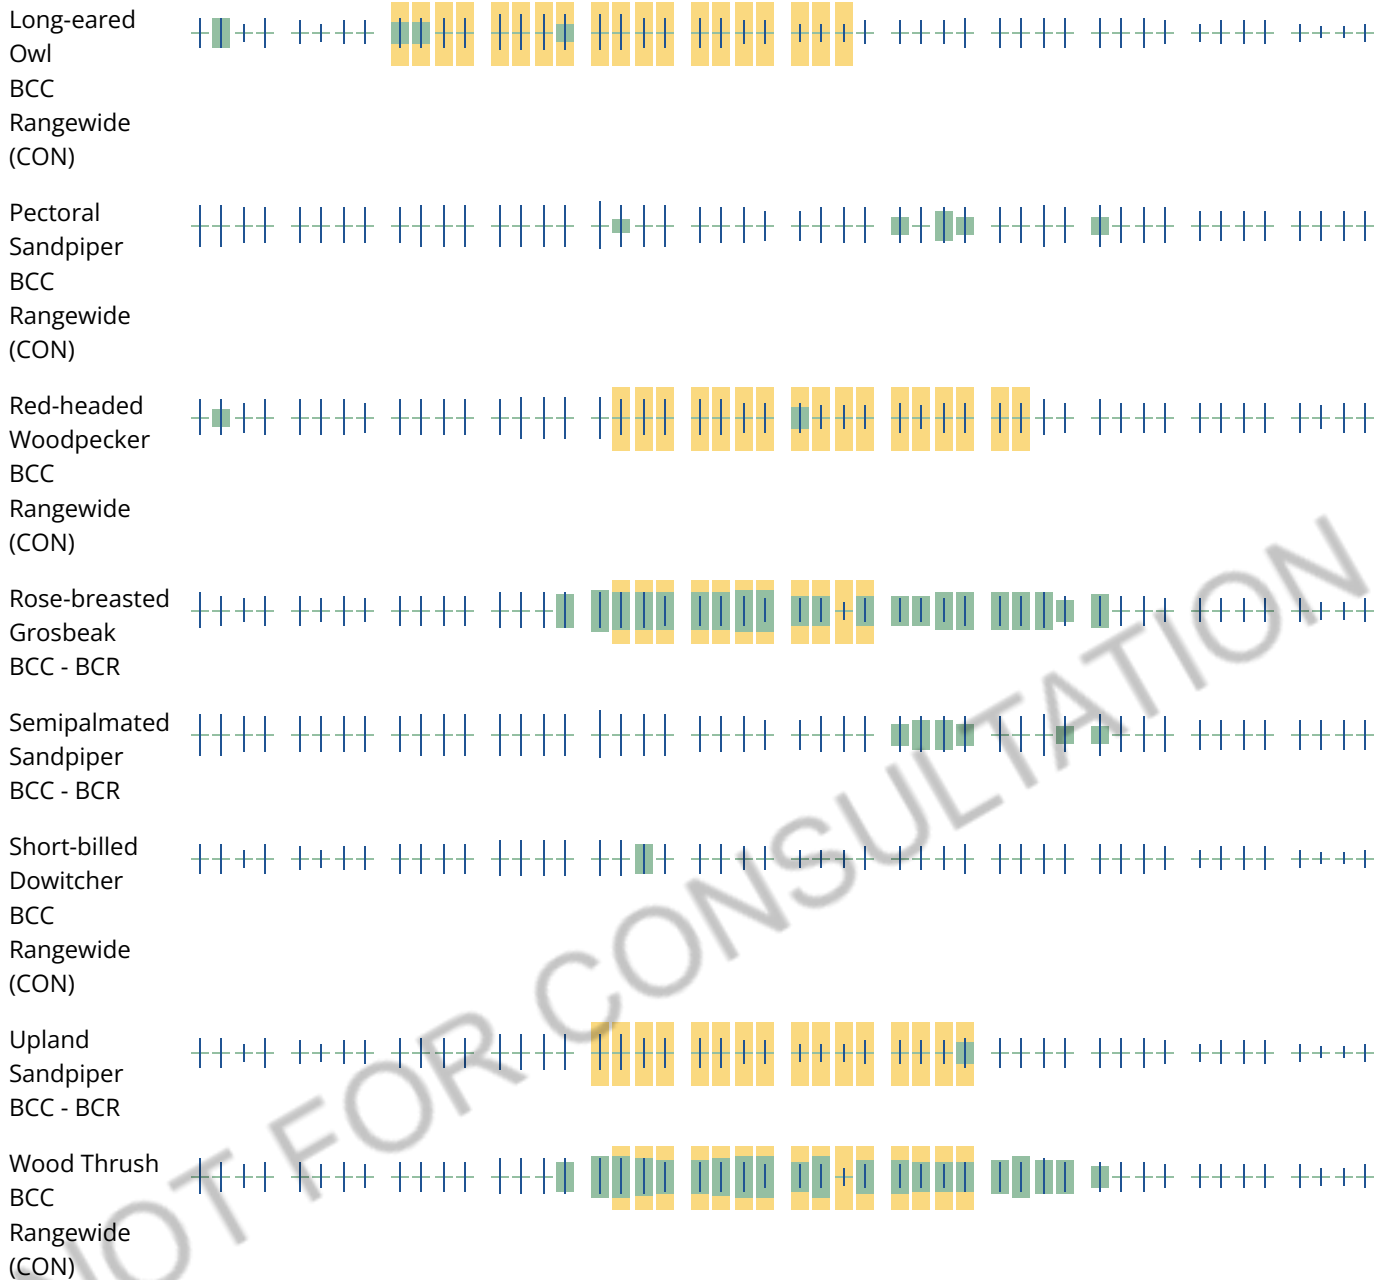 Long-eared
Owl
BCC
Rangewide
(CON)
Pectoral
Sandpiper
BCC
Rangewide
(CON)
Red-headed
Woodpecker
BCC
Rangewide
(CON)
Rose-breasted
Grosbeak
BCC - BCR
Semipalmated
Sandpiper
BCC - BCR
Short-billed
Dowitcher
BCC
Rangewide
(CON)
Upland
Sandpiper
BCC - BCR
Wood Thrush
BCC
Rangewide
(CON)
NOT FOR CONSULTATION